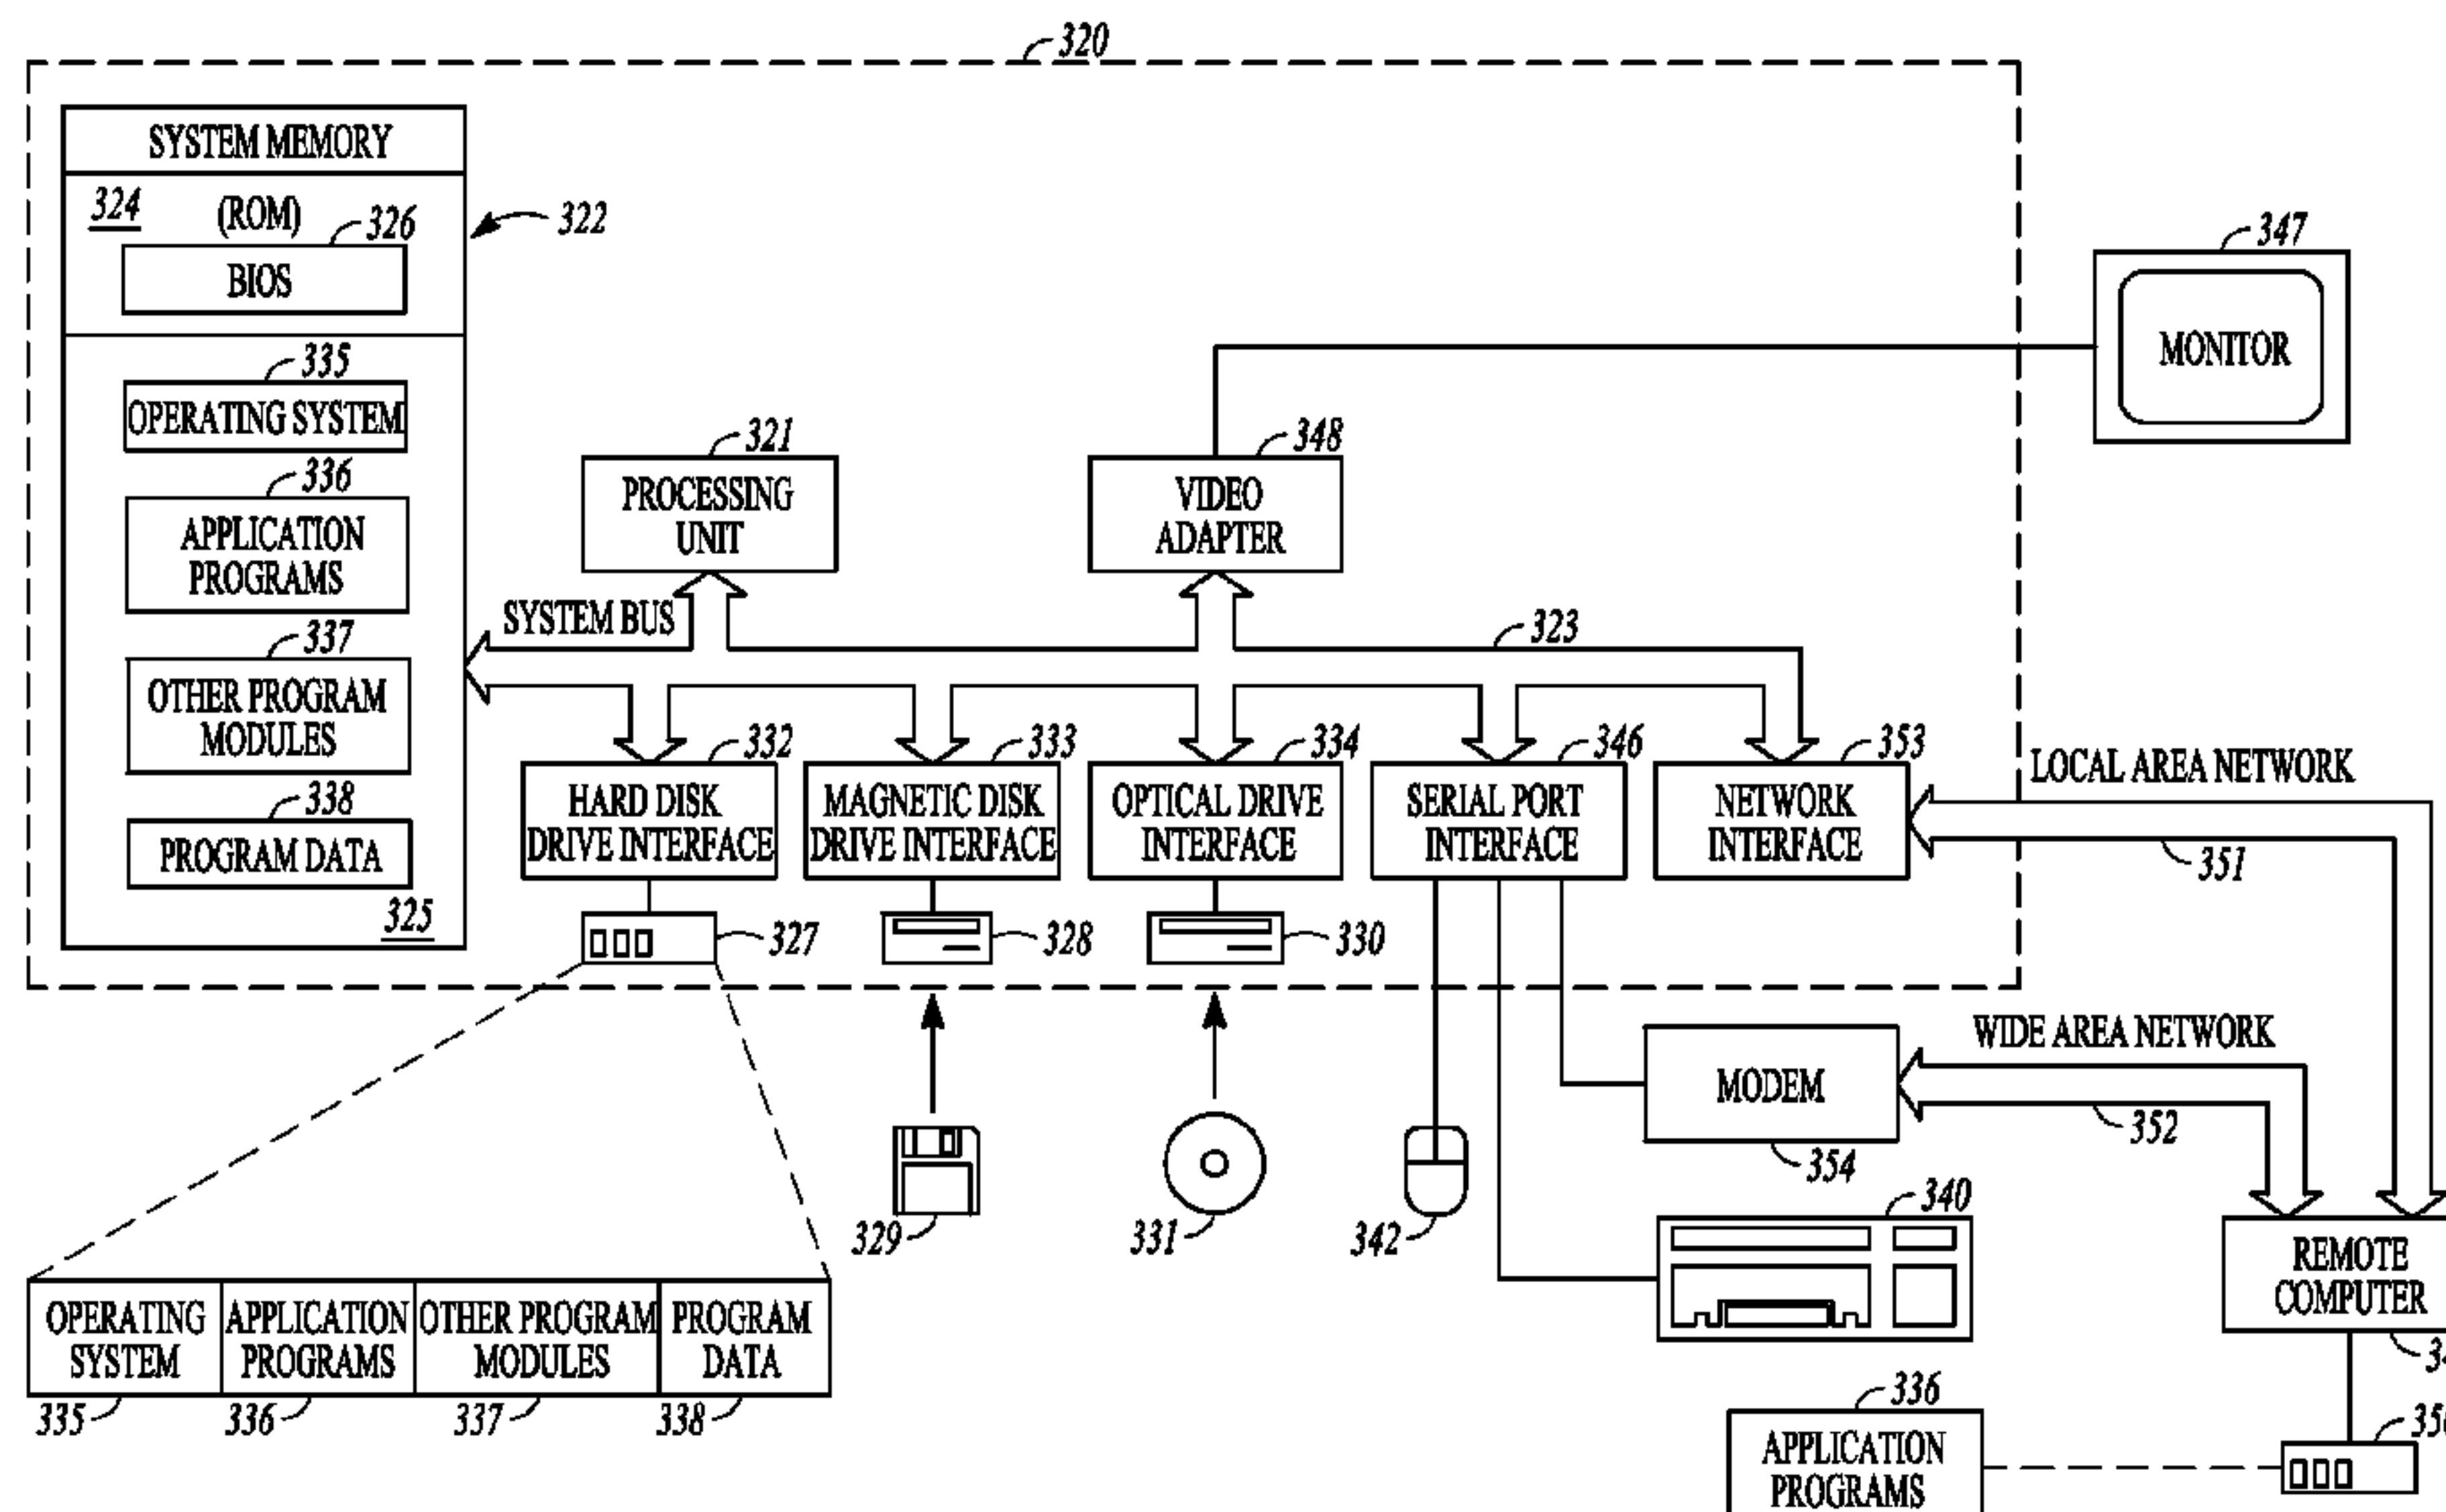 320
SYSTEM MEMORY
324
(ROM)
326
322
BIOS
347
MONITOR
335
OPERATING SYSTEM
336
APPLICATION
PROGRAMS
337
OTHER PROGRAM
MODULES
338
PROGRAM DATA
325
321
PROCESSING
UNIT
348
VIDEO
ADAPTER
SYSTEM BUS
323
332
HARD DISK
DRIVE INTERFACE
333
MAGNETIC DISK
DRIVE INTERFACE
334
OPTICAL DRIVE
INTERFACE
346
SERIAL PORT
INTERFACE
353
NETWORK
INTERFACE
LOCAL AREA NETWORK
351
327
328
330
WIDE AREA NETWORK
MODEM
352
354
329
331
342
340
REMOTE
COMPUTER
OPERATING
SYSTEM
APPLICATION
PROGRAMS
OTHER PROGRAM
MODULES
PROGRAM
DATA
335
336
337
338
336
APPLICATION
PROGRAMS